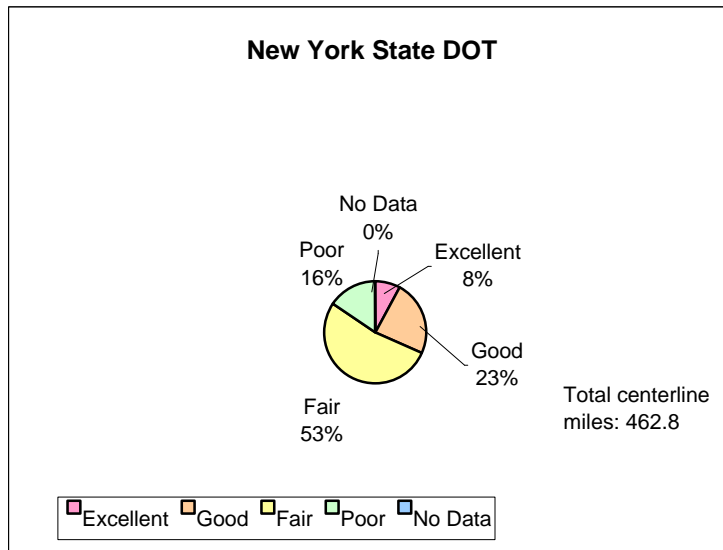 New York State DOT
No Data
0%
Poor
16%
Excellent
8%
Good
23%
Fair
53%
Total centerline
miles: 462.8
Excellent Good Fair Poor No Data